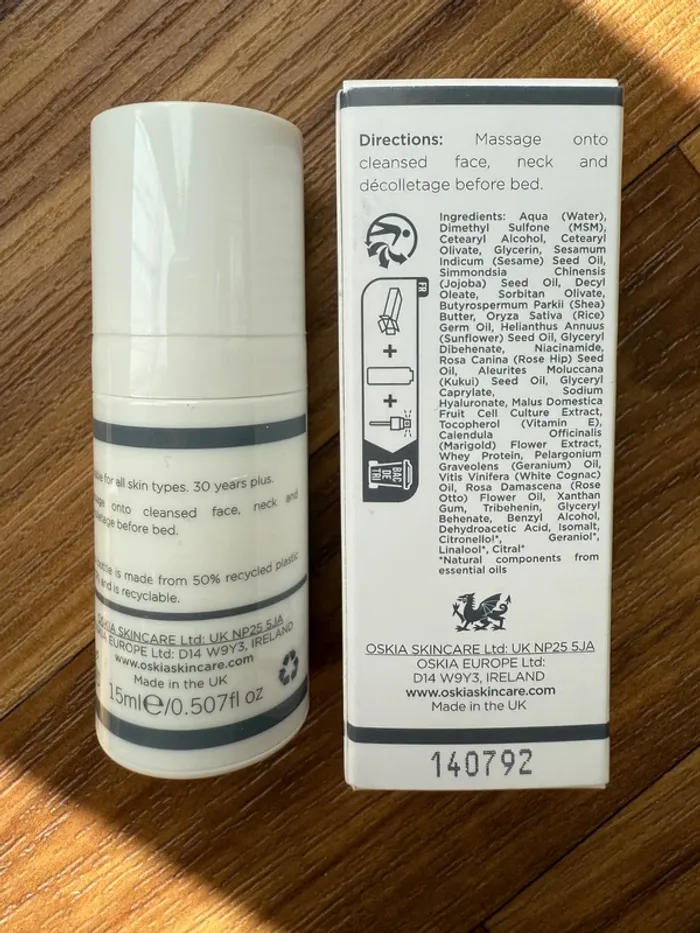 able for all skin types. 30 years plus.
onto cleansed face, neck and
before bed.
is made from 50% recycled plastic
and is recyclable.
OSKIA SKINCARE Ltd: UK NP25 5JA
EUROPE Ltd: D14 W9Y3, IRELAND
www.oskiaskincare.com
Made in the UK
15ml℮/0.507fl oz
Directions: Massage onto
cleansed face, neck and
décolletage before bed.
Ingredients: Aqua (Water),
Dimethyl Sulfone (MSM),
Cetearyl Alcohol, Cetearyl
Olivate, Glycerin, Sesamum
Indicum (Sesame) Seed Oil,
Simmondsia Chinensis
(Jojoba) Seed Oil, Decyl
Oleate, Sorbitan Olivate,
Butyrospermum Parkii (Shea)
Butter, Oryza Sativa (Rice)
Germ Oil, Helianthus Annuus
(Sunflower) Seed Oil, Glyceryl
Dibehenate, Niacinamide,
Rosa Canina (Rose Hip) Seed
Oil, Aleurites Moluccana
(Kukui) Seed Oil, Glyceryl
Caprylate, Sodium
Hyaluronate, Malus Domestica
Fruit Cell Culture Extract,
Tocopherol (Vitamin E),
Calendula Officinalis
(Marigold) Flower Extract,
Whey Protein, Pelargonium
Graveolens (Geranium) Oil,
Vitis Vinifera (White Cognac)
Oil, Rosa Damascena (Rose
Otto) Flower Oil, Xanthan
Gum, Tribehenin, Glyceryl
Behenate, Benzyl Alcohol,
Dehydroacetic Acid, Isomalt,
Citronellol*, Geraniol*,
Linalool*, Citral*
*Natural components from
essential oils
FR
+
+
BAC
DE
TRI
OSKIA SKINCARE Ltd: UK NP25 5JA
OSKIA EUROPE Ltd:
D14 W9Y3, IRELAND
www.oskiaskincare.com
Made in the UK
140792